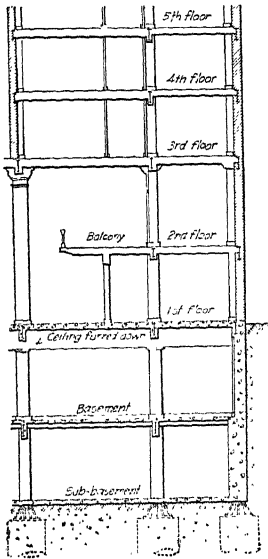 5th floor
4th floor
3rd floor
Balcony
2nd floor
1st floor
Ceiling furred down
Basement
Sub-basement